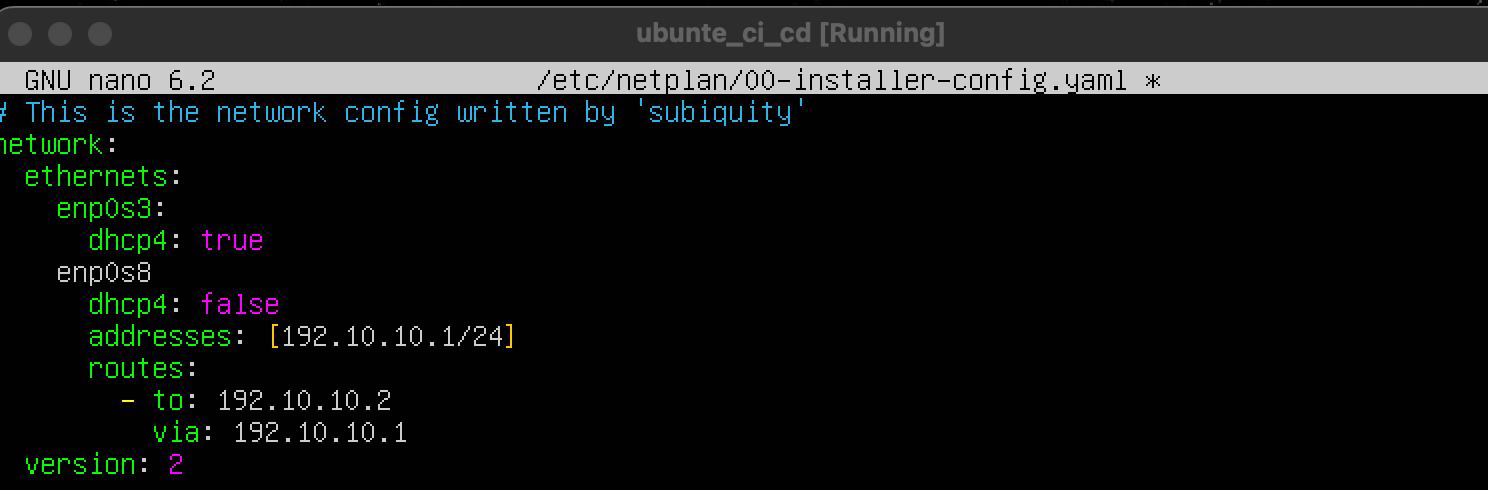 ubunte_ci_cd [Running]
GNU nano 6.2 /etc/netplan/00-installer-config.yaml *
# This is the network config written by 'subiquity'
network:
  ethernets:
    enp0s3:
      dhcp4: true
    enp0s8
      dhcp4: false
      addresses: [192.10.10.1/24]
      routes:
        - to: 192.10.10.2
          via: 192.10.10.1
  version: 2